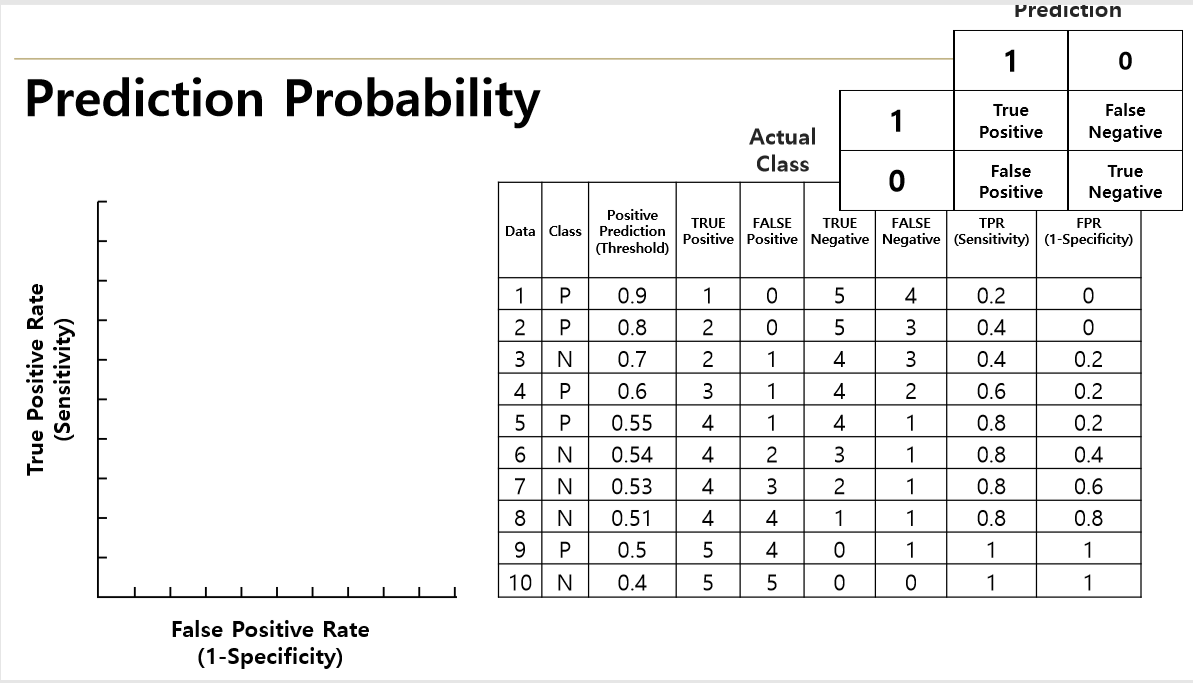 Prediction
Prediction Probability
1 0
1 True Positive False Negative
0 False Positive True Negative
Actual
Class
Data Class Positive Prediction (Threshold) TRUE Positive FALSE Positive TRUE Negative FALSE Negative TPR (Sensitivity) FPR (1-Specificity)
1 P 0.9 1 0 5 4 0.2 0
2 P 0.8 2 0 5 3 0.4 0
3 N 0.7 2 1 4 3 0.4 0.2
4 P 0.6 3 1 4 2 0.6 0.2
5 P 0.55 4 1 4 1 0.8 0.2
6 N 0.54 4 2 3 1 0.8 0.4
7 N 0.53 4 3 2 1 0.8 0.6
8 N 0.51 4 4 1 1 0.8 0.8
9 P 0.5 5 4 0 1 1 1
10 N 0.4 5 5 0 0 1 1
True Positive Rate
(Sensitivity)
False Positive Rate
(1-Specificity)